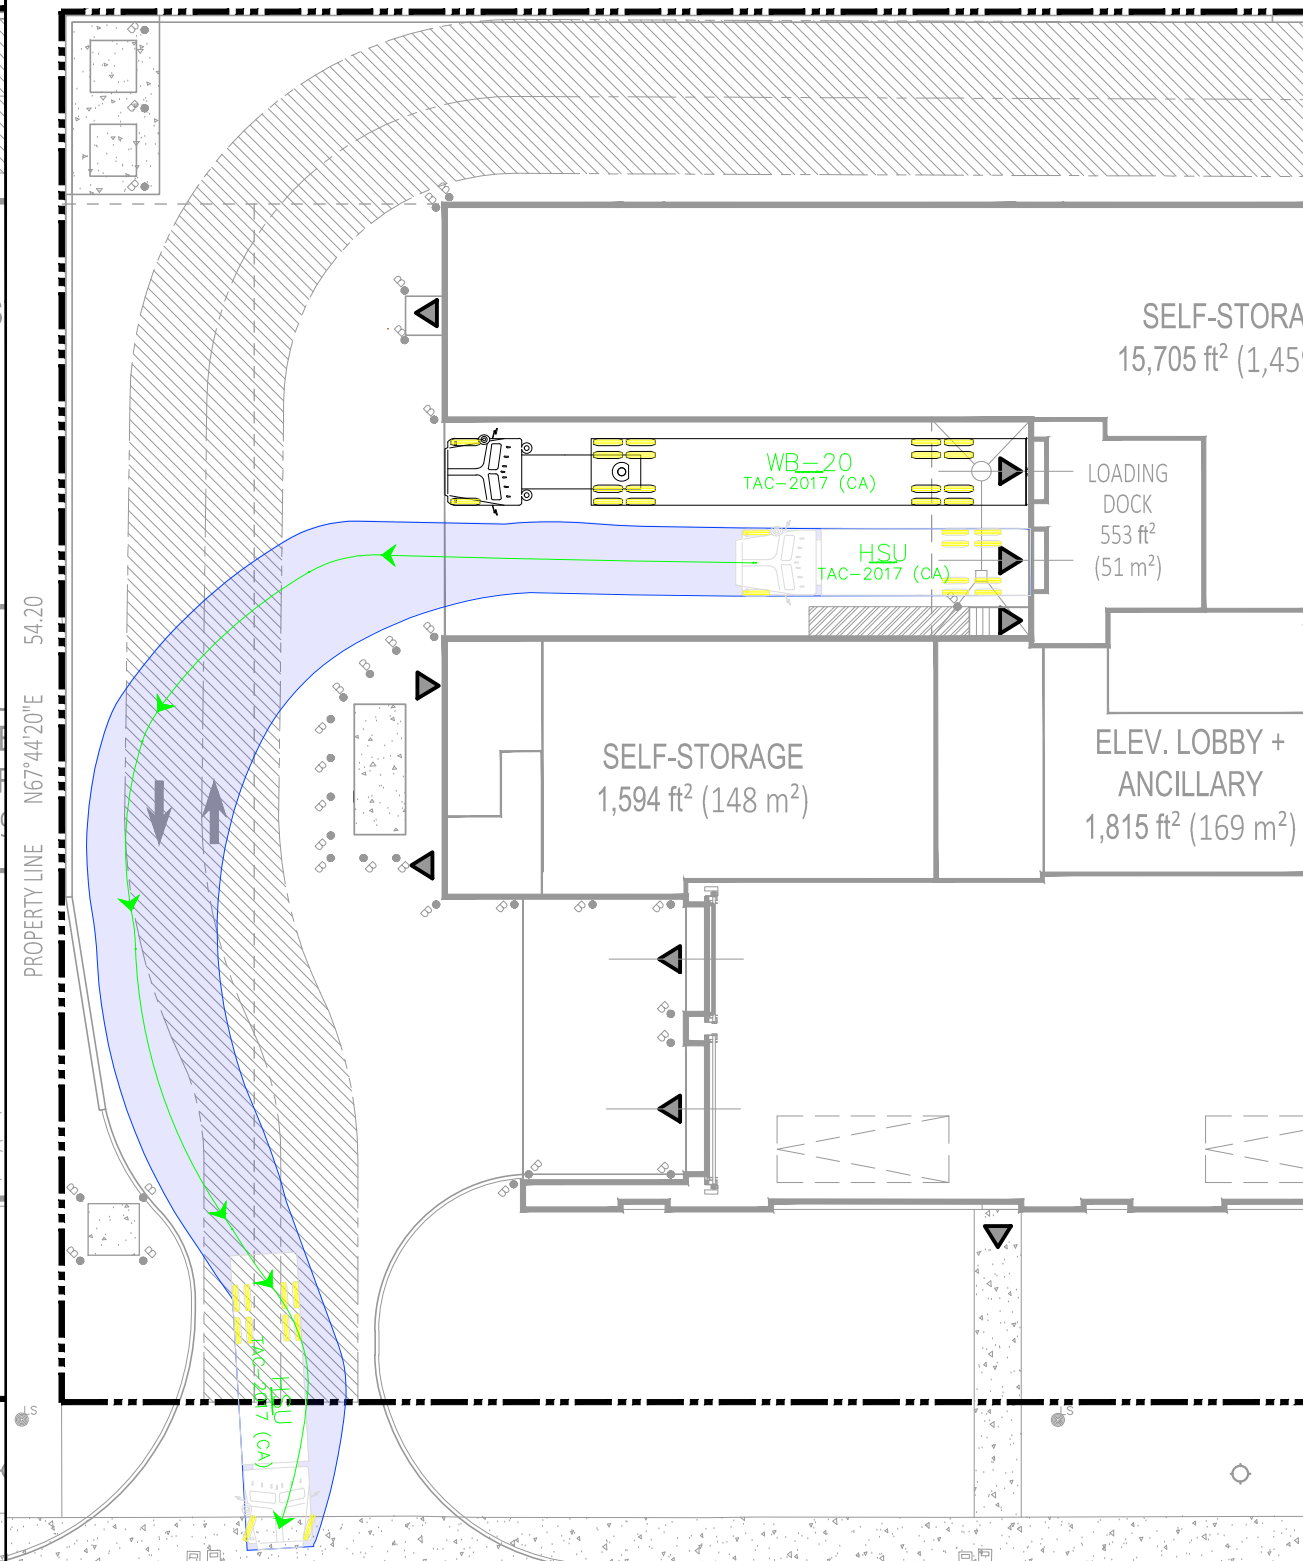 SELF-STORA
15,705 ft² (1,45
WB-20
TAC-2017 (CA)
LOADING
DOCK
553 ft²
(51 m²)
HSU
TAC-2017 (CA)
PROPERTY LINE N67°44'20"E 54.20
SELF-STORAGE
1,594 ft² (148 m²)
ELEV. LOBBY +
ANCILLARY
1,815 ft² (169 m²)
HSU
TAC-2017 (CA)
LS
LS